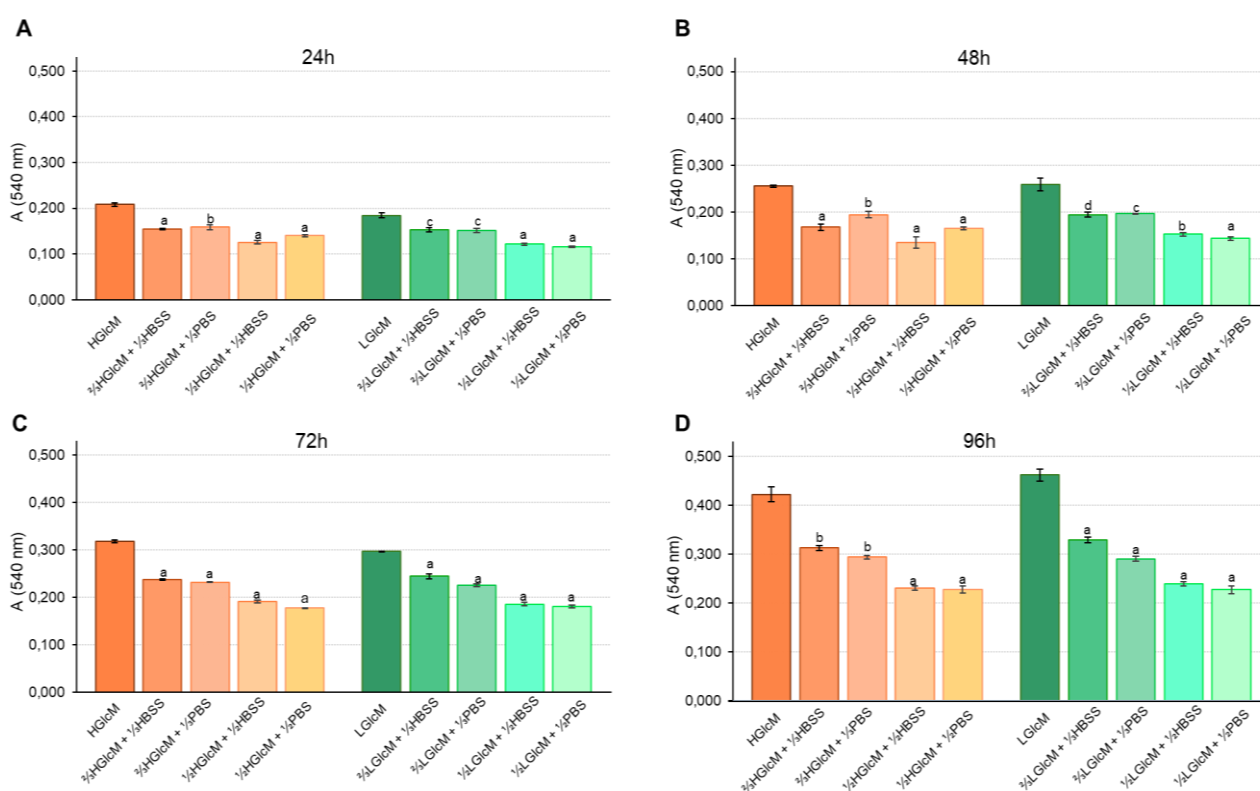 A
24h
A (540 nm)
0,500
0,400
0,300
0,200
0,100
0,000
a
b
a
a
c
c
a
a
HGlcM
⅔HGlcM + ⅓HBSS
⅔HGlcM + ⅓PBS
½HGlcM + ½HBSS
½HGlcM + ½PBS
LGlcM
⅔LGlcM + ⅓HBSS
⅔LGlcM + ⅓PBS
½LGlcM + ½HBSS
½LGlcM + ½PBS
B
48h
A (540 nm)
0,500
0,400
0,300
0,200
0,100
0,000
a
b
a
a
d
c
b
a
HGlcM
⅔HGlcM + ⅓HBSS
⅔HGlcM + ⅓PBS
½HGlcM + ½HBSS
½HGlcM + ½PBS
LGlcM
⅔LGlcM + ⅓HBSS
⅔LGlcM + ⅓PBS
½LGlcM + ½HBSS
½LGlcM + ½PBS
C
72h
A (540 nm)
0,500
0,400
0,300
0,200
0,100
0,000
a
a
a
a
a
a
a
a
HGlcM
⅔HGlcM + ⅓HBSS
⅔HGlcM + ⅓PBS
½HGlcM + ½HBSS
½HGlcM + ½PBS
LGlcM
⅔LGlcM + ⅓HBSS
⅔LGlcM + ⅓PBS
½LGlcM + ½HBSS
½LGlcM + ½PBS
D
96h
A (540 nm)
0,500
0,400
0,300
0,200
0,100
0,000
b
b
a
a
a
a
a
a
HGlcM
⅔HGlcM + ⅓HBSS
⅔HGlcM + ⅓PBS
½HGlcM + ½HBSS
½HGlcM + ½PBS
LGlcM
⅔LGlcM + ⅓HBSS
⅔LGlcM + ⅓PBS
½LGlcM + ½HBSS
½LGlcM + ½PBS